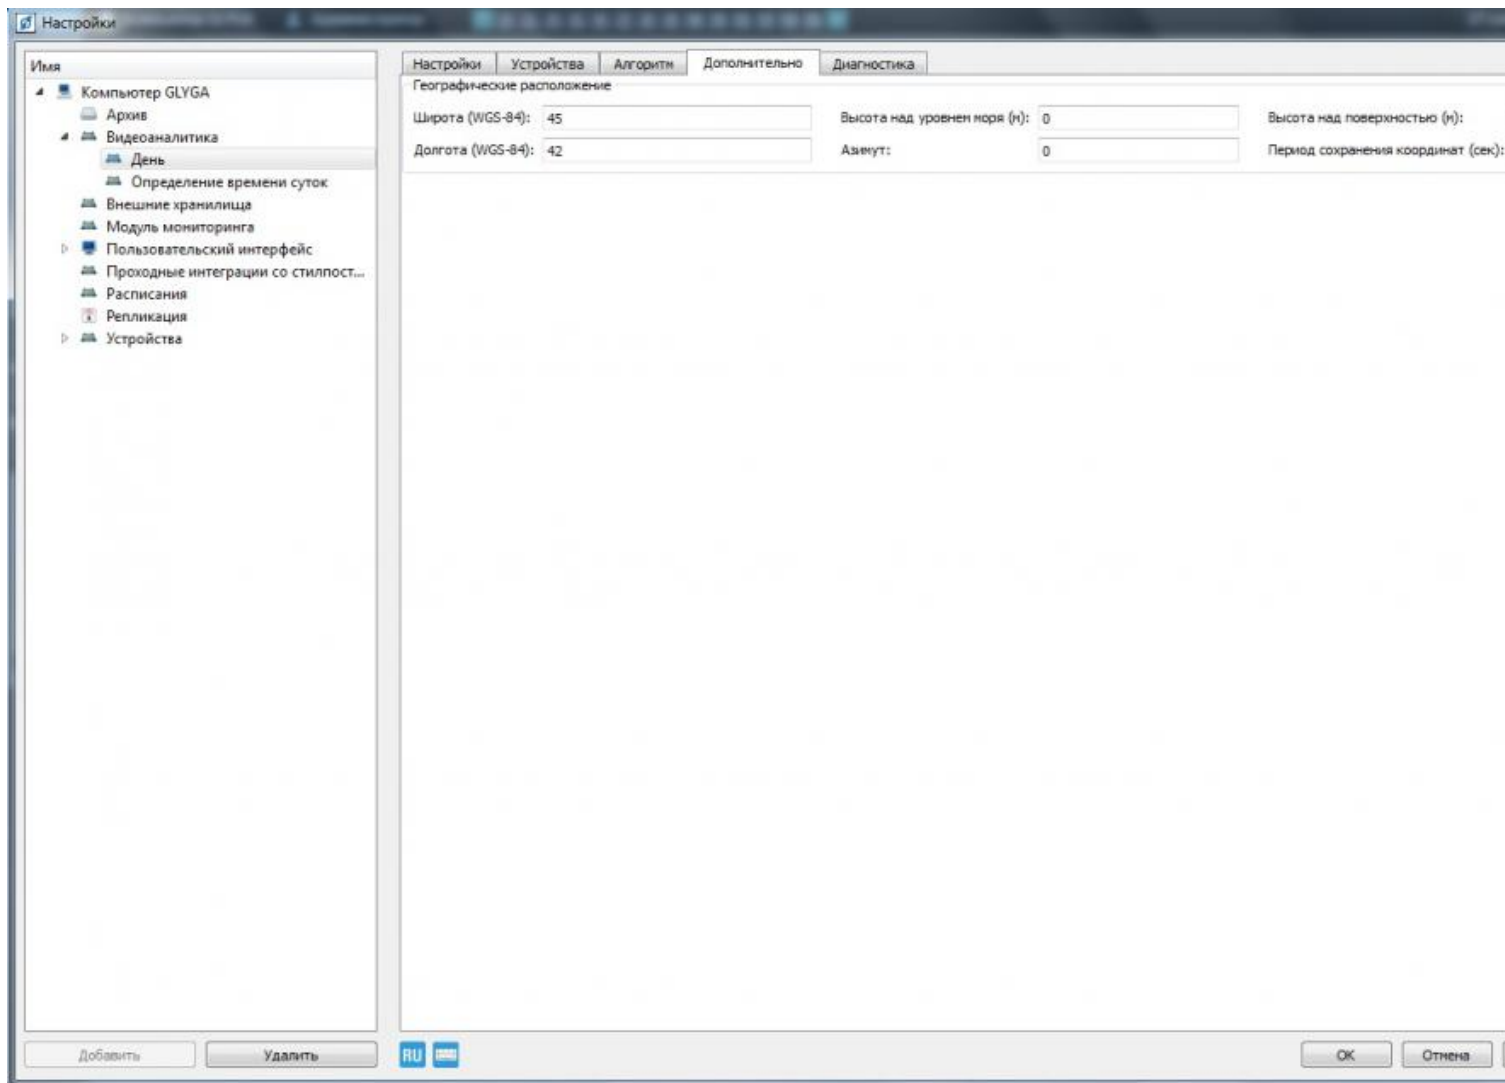 Настройки
Имя
Компьютер GLYGA
Архив
Видеоаналитика
День
Определение времени суток
Внешние хранилища
Модуль мониторинга
Пользовательский интерфейс
Проходные интеграции со стилпост...
Расписания
Репликация
Устройства
Добавить Удалить
Настройки Устройства Алгоритм Дополнительно Диагностика
Географические расположение
Широта (WGS-84): 45 Высота над уровнем моря (м): 0 Высота над поверхностью (м):
Долгота (WGS-84): 42 Азимут: 0 Период сохранения координат (сек):
RU OK Отмена